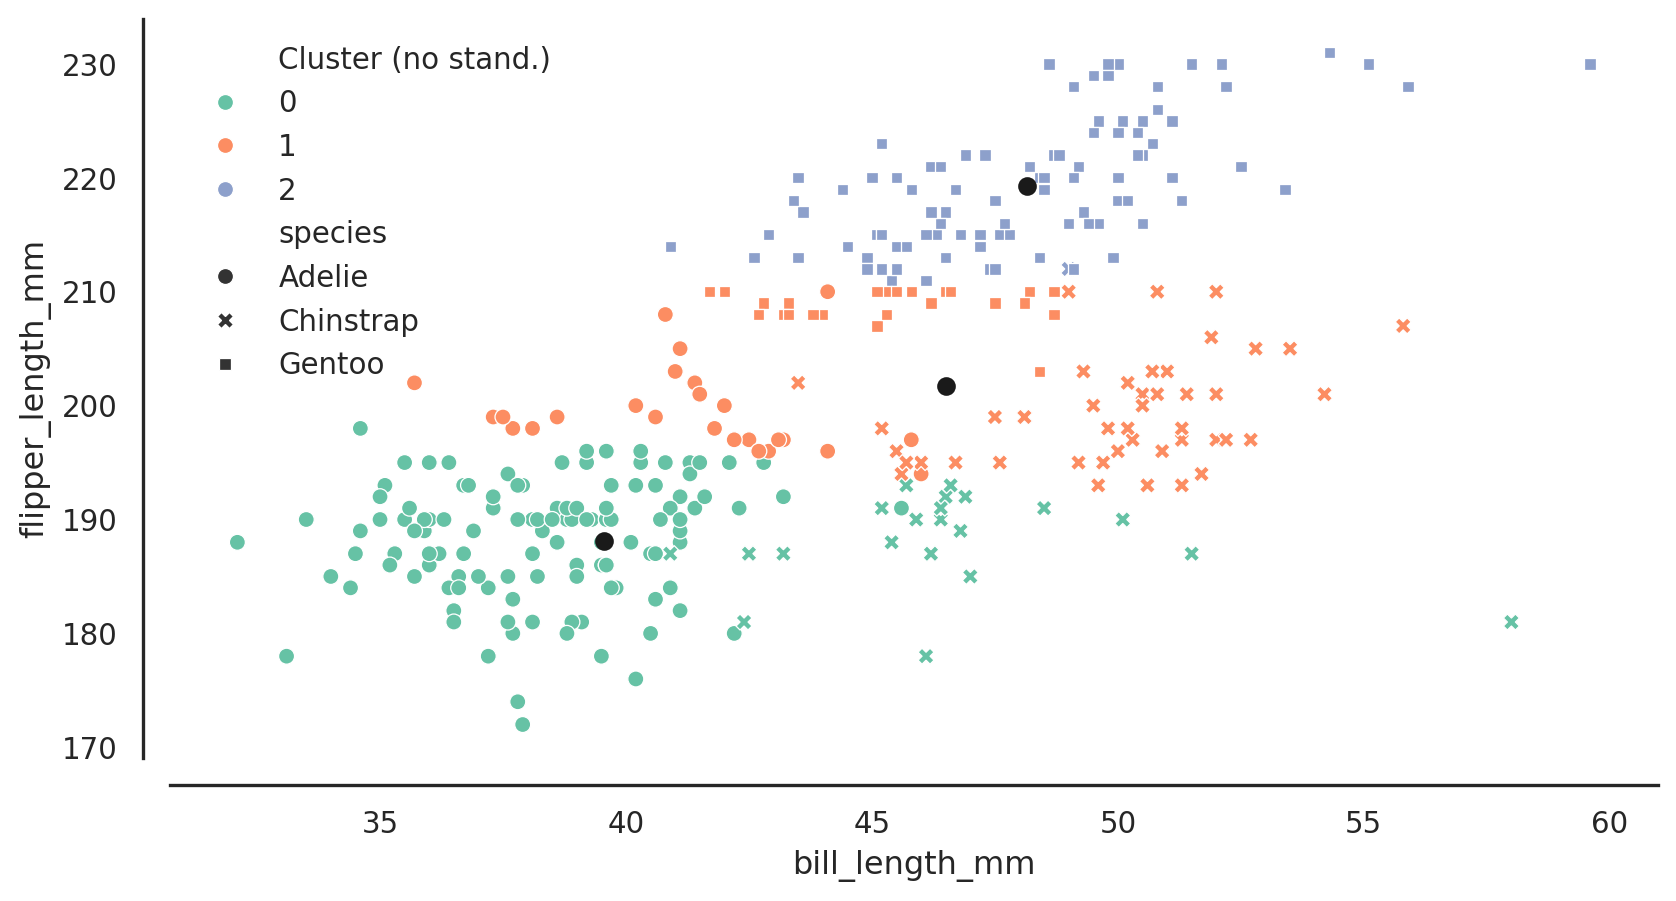 Cluster (no stand.)
0
1
2
species
Adelie
Chinstrap
Gentoo
flipper_length_mm
230
220
210
200
190
180
170
35 40 45 50 55 60
bill_length_mm